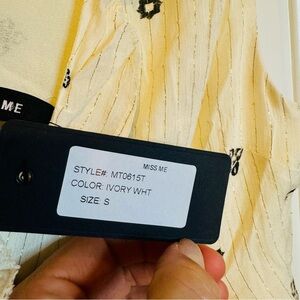 ME
MISS ME
STYLE#: MT0615T
COLOR: IVORY WHT
SIZE: S